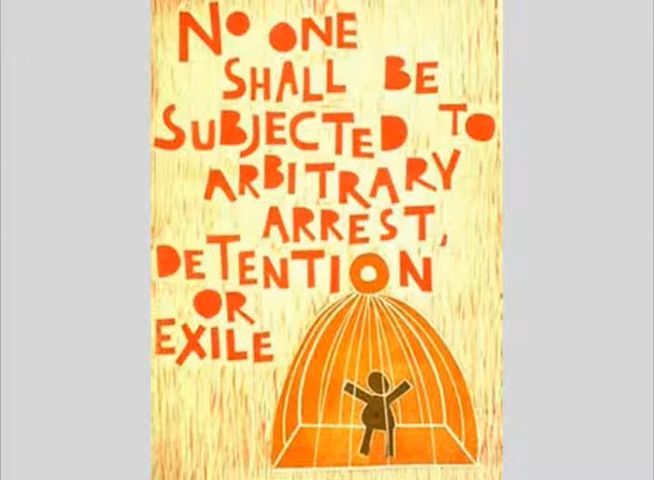 No ONE
SHALL BE
SUBJECTED TO
ARBITRARY
ARREST,
DETENTION
OR
EXILE